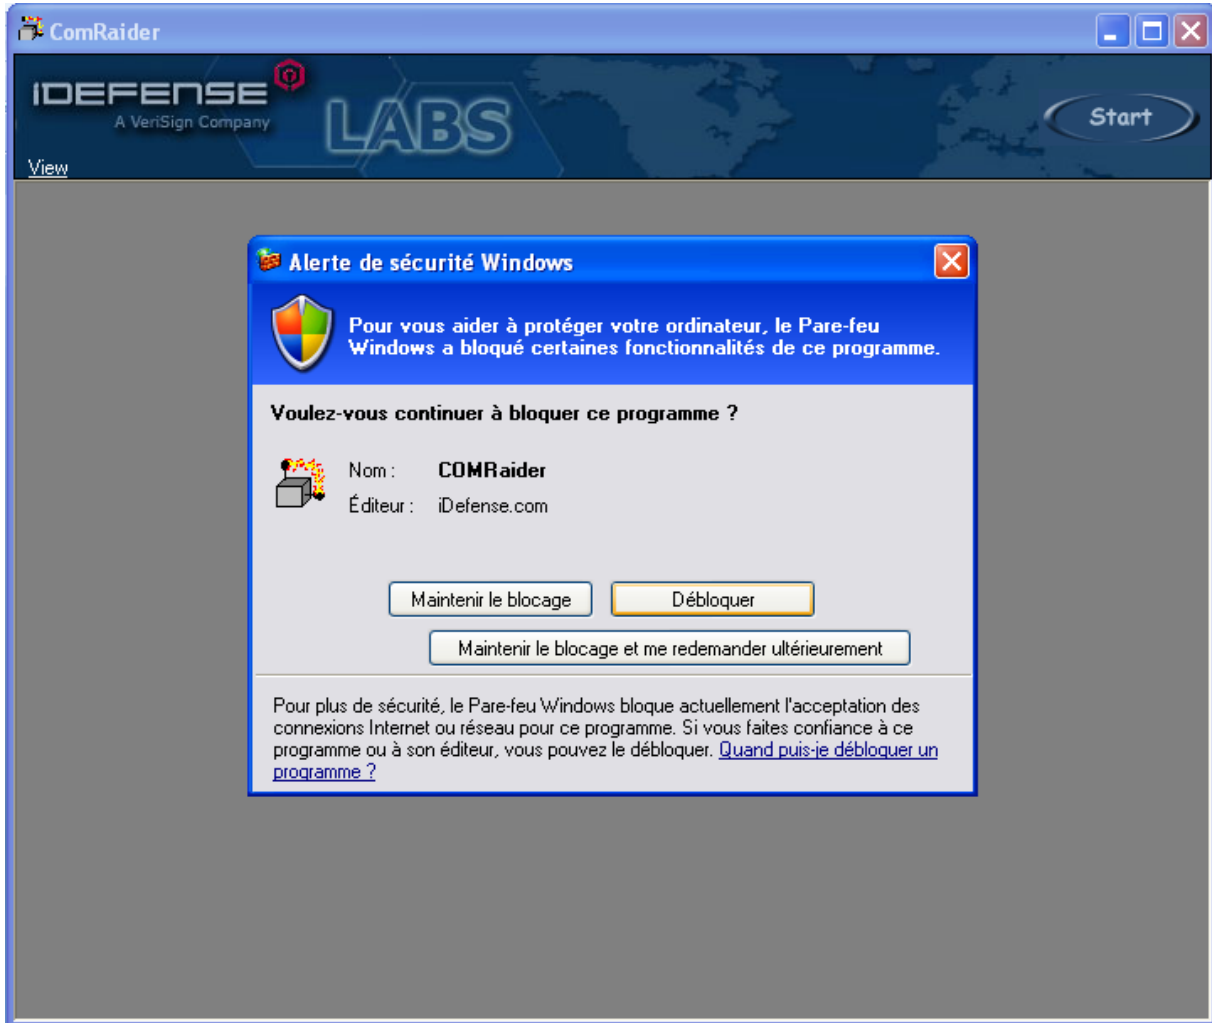 ComRaider
IDEFENSE
A VeriSign Company
LABS
Start
View
Alerte de sécurité Windows
Pour vous aider à protéger votre ordinateur, le Pare-feu
Windows a bloqué certaines fonctionnalités de ce programme.
Voulez-vous continuer à bloquer ce programme ?
Nom : COMRaider
Éditeur : iDefense.com
Maintenir le blocage
Débloquer
Maintenir le blocage et me redemander ultérieurement
Pour plus de sécurité, le Pare-feu Windows bloque actuellement l'acceptation des
connexions Internet ou réseau pour ce programme. Si vous faites confiance à ce
programme ou à son éditeur, vous pouvez le débloquer. Quand puis-je débloquer un
programme ?